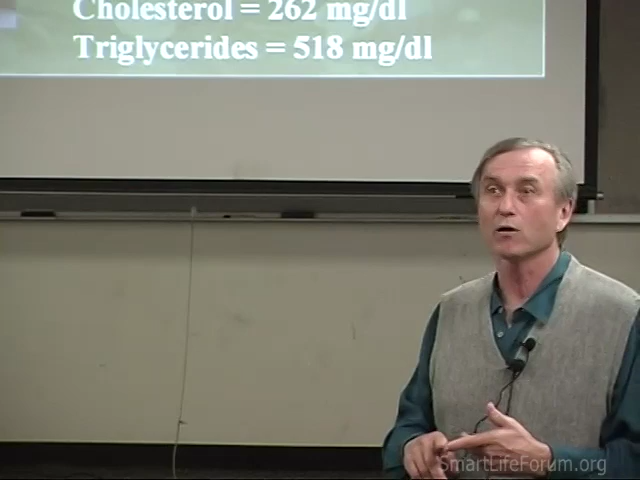 Cholesterol = 262 mg/dl
Triglycerides = 518 mg/dl
SmartLifeForum.org